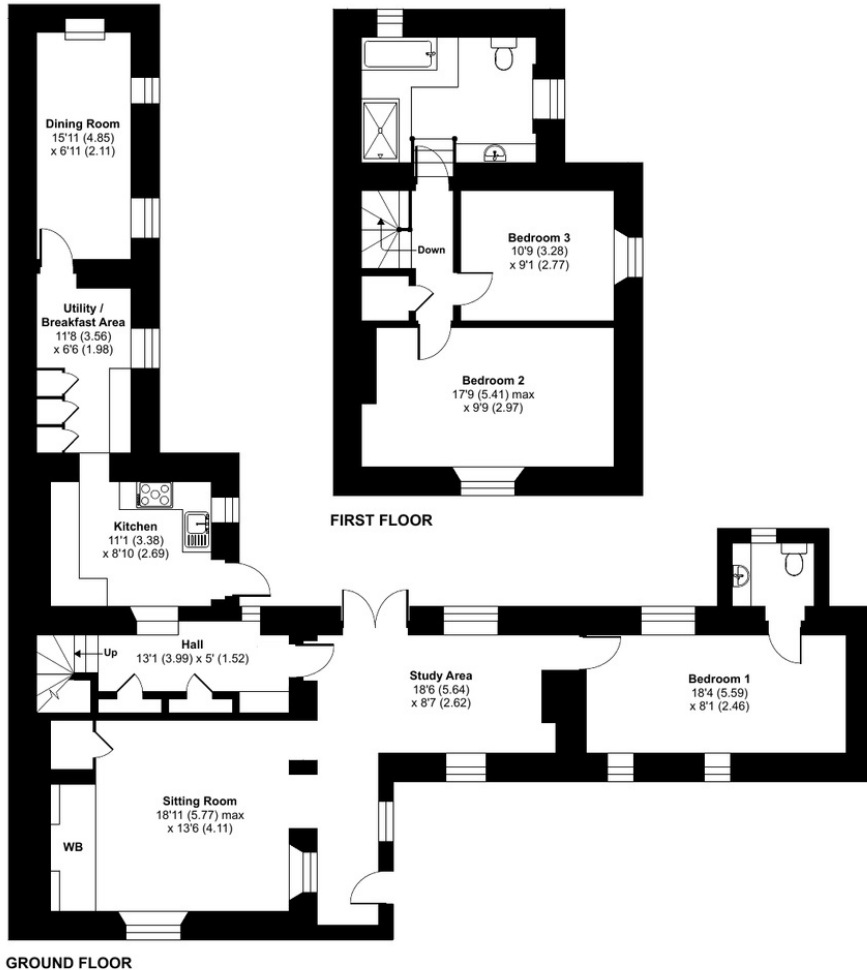 Dining Room
15'11 (4.85)
x 6'11 (2.11)
Utility /
Breakfast Area
11'8 (3.56)
x 6'6 (1.98)
Kitchen
11'1 (3.38)
x 8'10 (2.69)
Down
Bedroom 3
10'9 (3.28)
x 9'1 (2.77)
Bedroom 2
17'9 (5.41) max
x 9'9 (2.97)
FIRST FLOOR
Up
Hall
13'1 (3.99) x 5' (1.52)
Study Area
18'6 (5.64)
x 8'7 (2.62)
Bedroom 1
18'4 (5.59)
x 8'1 (2.46)
Sitting Room
18'11 (5.77) max
x 13'6 (4.11)
WB
GROUND FLOOR